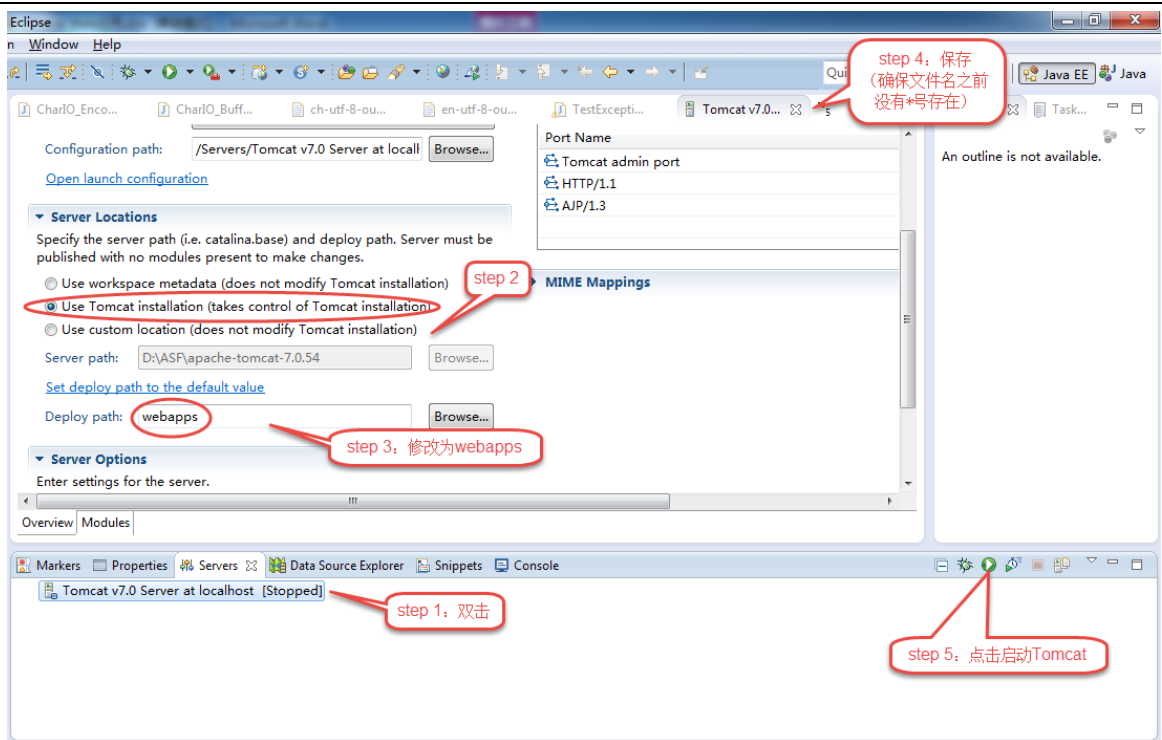 Eclipse
n Window Help
step 4：保存
（确保文件名之前
没有*号存在）
Qui
Java EE
Java
CharIO_Enco...
CharIO_Buff...
ch-utf-8-ou...
en-utf-8-ou...
TestExcepti...
Tomcat v7.0...
5
Task...
Configuration path:
/Servers/Tomcat v7.0 Server at locall
Browse...
Open launch configuration
Port Name
Tomcat admin port
HTTP/1.1
AJP/1.3
An outline is not available.
Server Locations
Specify the server path (i.e. catalina.base) and deploy path. Server must be
published with no modules present to make changes.
Use workspace metadata (does not modify Tomcat installation)
step 2
MIME Mappings
Use Tomcat installation (takes control of Tomcat installation)
Use custom location (does not modify Tomcat installation)
Server path:
D:\ASF\apache-tomcat-7.0.54
Browse...
Set deploy path to the default value
Deploy path:
webapps
Browse...
step 3：修改为webapps
Server Options
Enter settings for the server.
Overview
Modules
Markers
Properties
Servers
Data Source Explorer
Snippets
Console
Tomcat v7.0 Server at localhost [Stopped]
step 1：双击
step 5：点击启动Tomcat